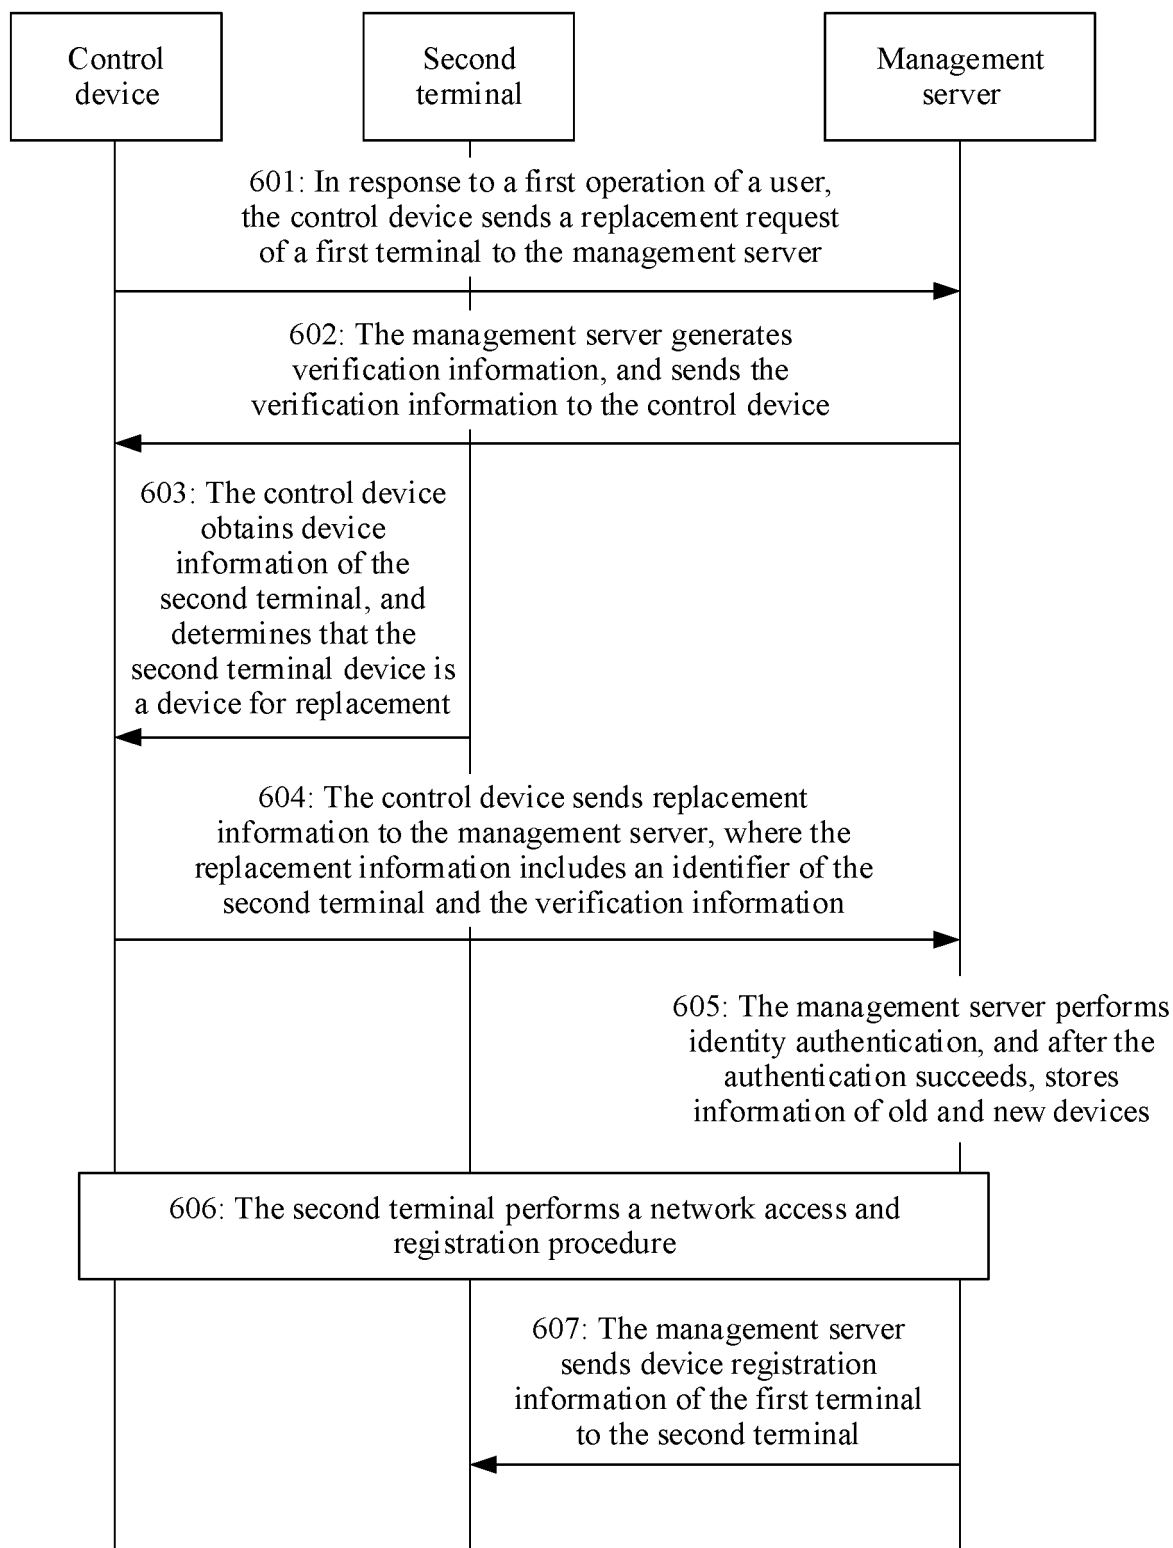 Control
device
Second
terminal
Management
server
601: In response to a first operation of a user,
the control device sends a replacement request
of a first terminal to the management server
602: The management server generates
verification information, and sends the
verification information to the control device
603: The control device
obtains device
information of the
second terminal, and
determines that the
second terminal device is
a device for replacement
604: The control device sends replacement
information to the management server, where the
replacement information includes an identifier of the
second terminal and the verification information
605: The management server performs
identity authentication, and after the
authentication succeeds, stores
information of old and new devices
606: The second terminal performs a network access and
registration procedure
607: The management server
sends device registration
information of the first terminal
to the second terminal